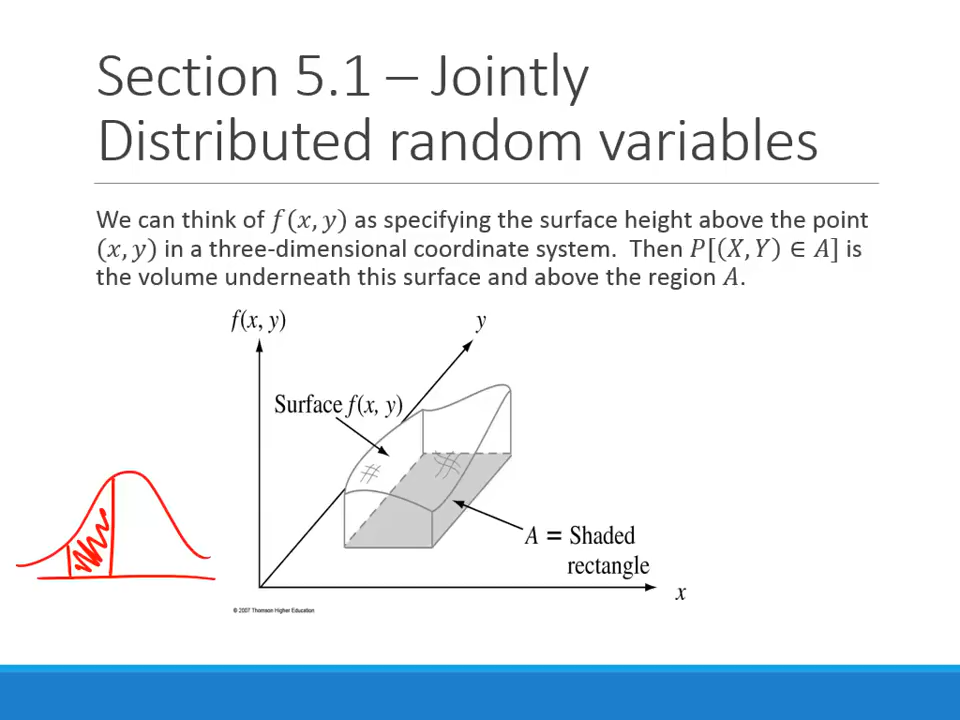 Section 5.1 – Jointly
Distributed random variables
We can think of f(x, y) as specifying the surface height above the point
(x, y) in a three-dimensional coordinate system.  Then P[(X, Y) ∈ A] is
the volume underneath this surface and above the region A.
f(x, y)
y
Surface f(x, y)
A = Shaded
rectangle
x
© 2007 Thomson Higher Education